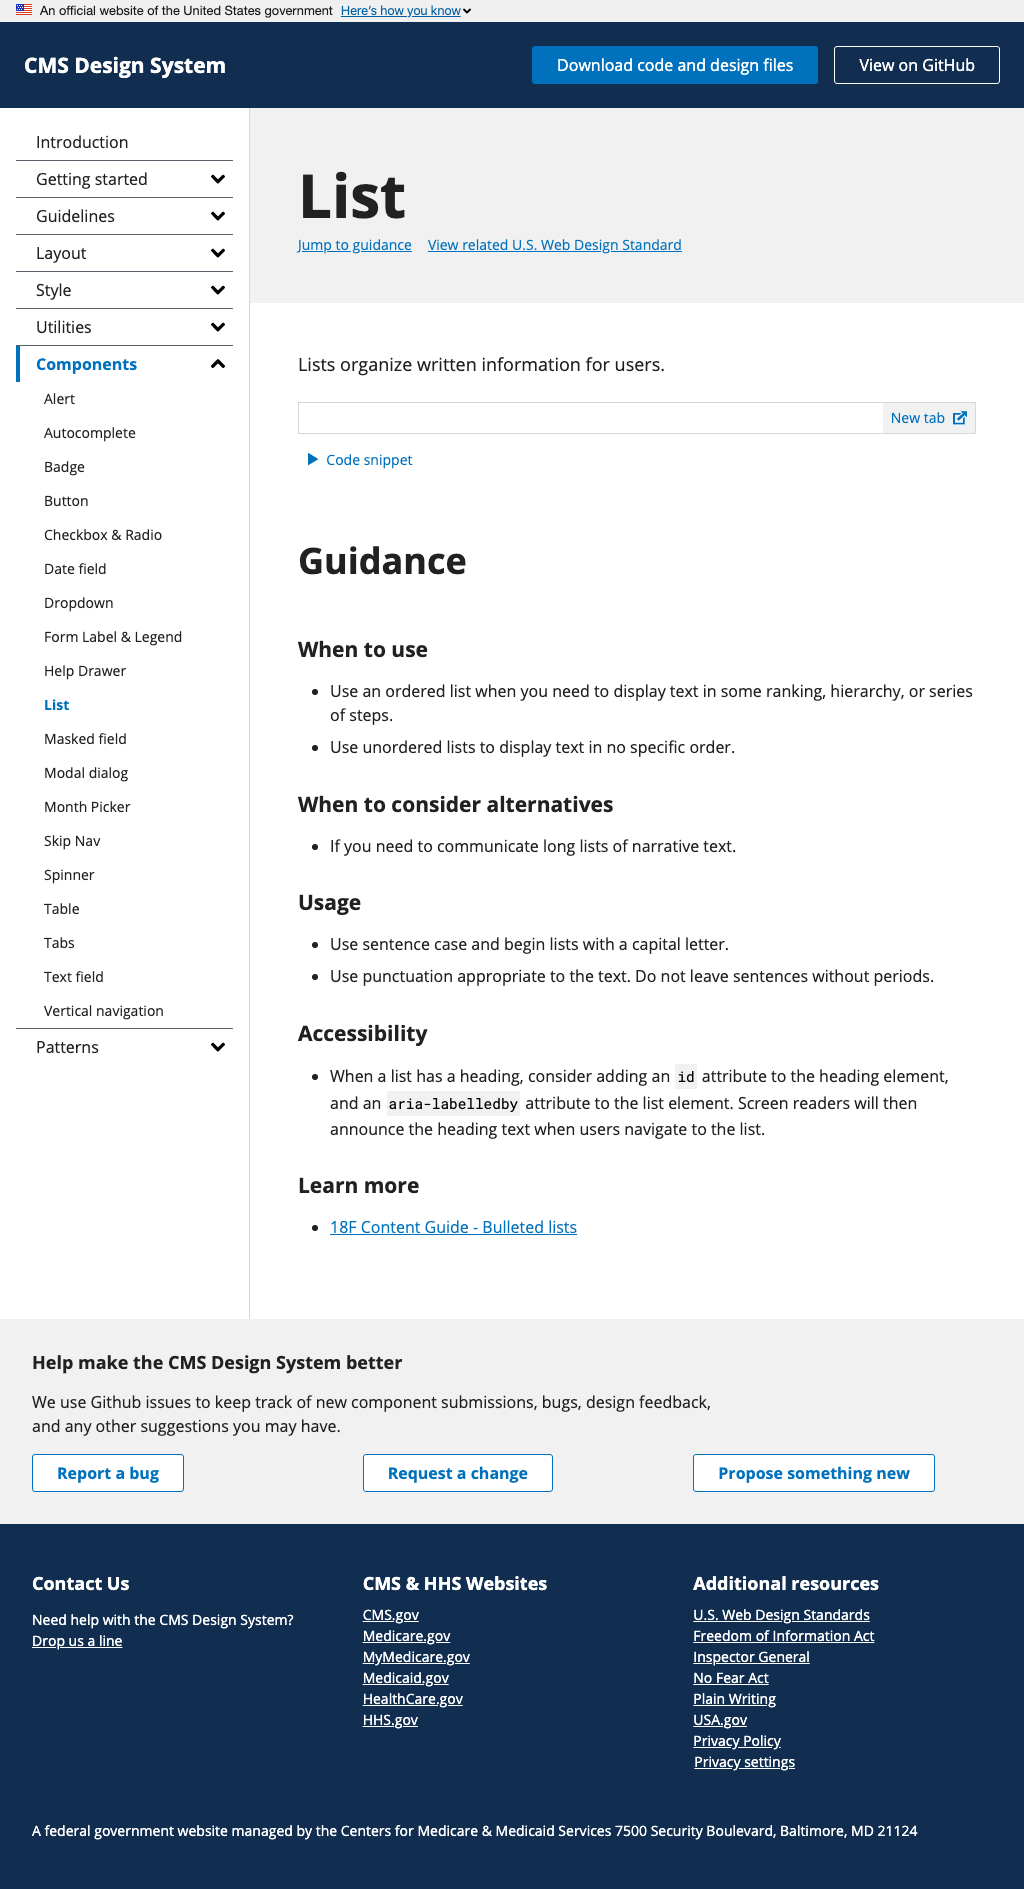 An official website of the United States government Here's how you know
CMS Design System
Download code and design files
View on GitHub
Introduction
Getting started
Guidelines
Layout
Style
Utilities
Components
Alert
Autocomplete
Badge
Button
Checkbox & Radio
Date field
Dropdown
Form Label & Legend
Help Drawer
List
Masked field
Modal dialog
Month Picker
Skip Nav
Spinner
Table
Tabs
Text field
Vertical navigation
Patterns
List
Jump to guidance View related U.S. Web Design Standard
Lists organize written information for users.
New tab
Code snippet
Guidance
When to use
Use an ordered list when you need to display text in some ranking, hierarchy, or series
of steps.
Use unordered lists to display text in no specific order.
When to consider alternatives
If you need to communicate long lists of narrative text.
Usage
Use sentence case and begin lists with a capital letter.
Use punctuation appropriate to the text. Do not leave sentences without periods.
Accessibility
When a list has a heading, consider adding an id attribute to the heading element,
and an aria-labelledby attribute to the list element. Screen readers will then
announce the heading text when users navigate to the list.
Learn more
18F Content Guide - Bulleted lists
Help make the CMS Design System better
We use Github issues to keep track of new component submissions, bugs, design feedback,
and any other suggestions you may have.
Report a bug
Request a change
Propose something new
Contact Us
Need help with the CMS Design System?
Drop us a line
CMS & HHS Websites
CMS.gov
Medicare.gov
MyMedicare.gov
Medicaid.gov
HealthCare.gov
HHS.gov
Additional resources
U.S. Web Design Standards
Freedom of Information Act
Inspector General
No Fear Act
Plain Writing
USA.gov
Privacy Policy
Privacy settings
A federal government website managed by the Centers for Medicare & Medicaid Services 7500 Security Boulevard, Baltimore, MD 21124